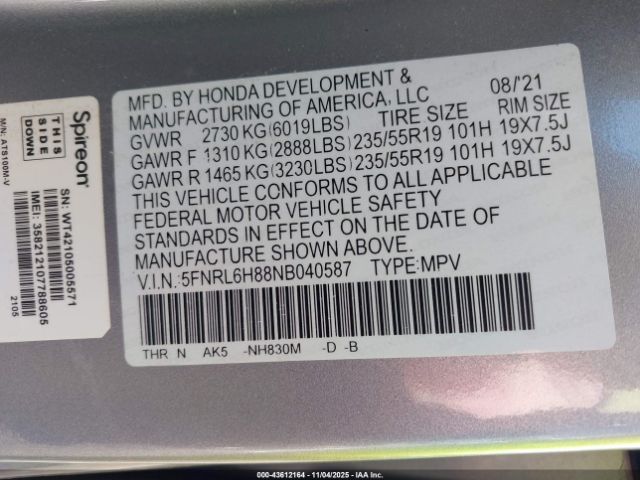 MFD. BY HONDA DEVELOPMENT &
MANUFACTURING OF AMERICA, LLC 08/'21
GVWR 2730 KG(6019LBS) TIRE SIZE RIM SIZE
GAWR F 1310 KG(2888LBS) 235/55R19 101H 19X7.5J
GAWR R 1465 KG(3230LBS) 235/55R19 101H 19X7.5J
THIS VEHICLE CONFORMS TO ALL APPLICABLE
FEDERAL MOTOR VEHICLE SAFETY
STANDARDS IN EFFECT ON THE DATE OF
MANUFACTURE SHOWN ABOVE.
V.I.N.:5FNRL6H88NB040587 TYPE:MPV
THR N AK5 -NH830M -D -B
Spireon
THIS
SIDE
DOWN
M/N: ATS100M-V
SN: WT42105005571
IMEI: 358212107788605
2105
000-43612164 - 11/04/2025 - IAA Inc.